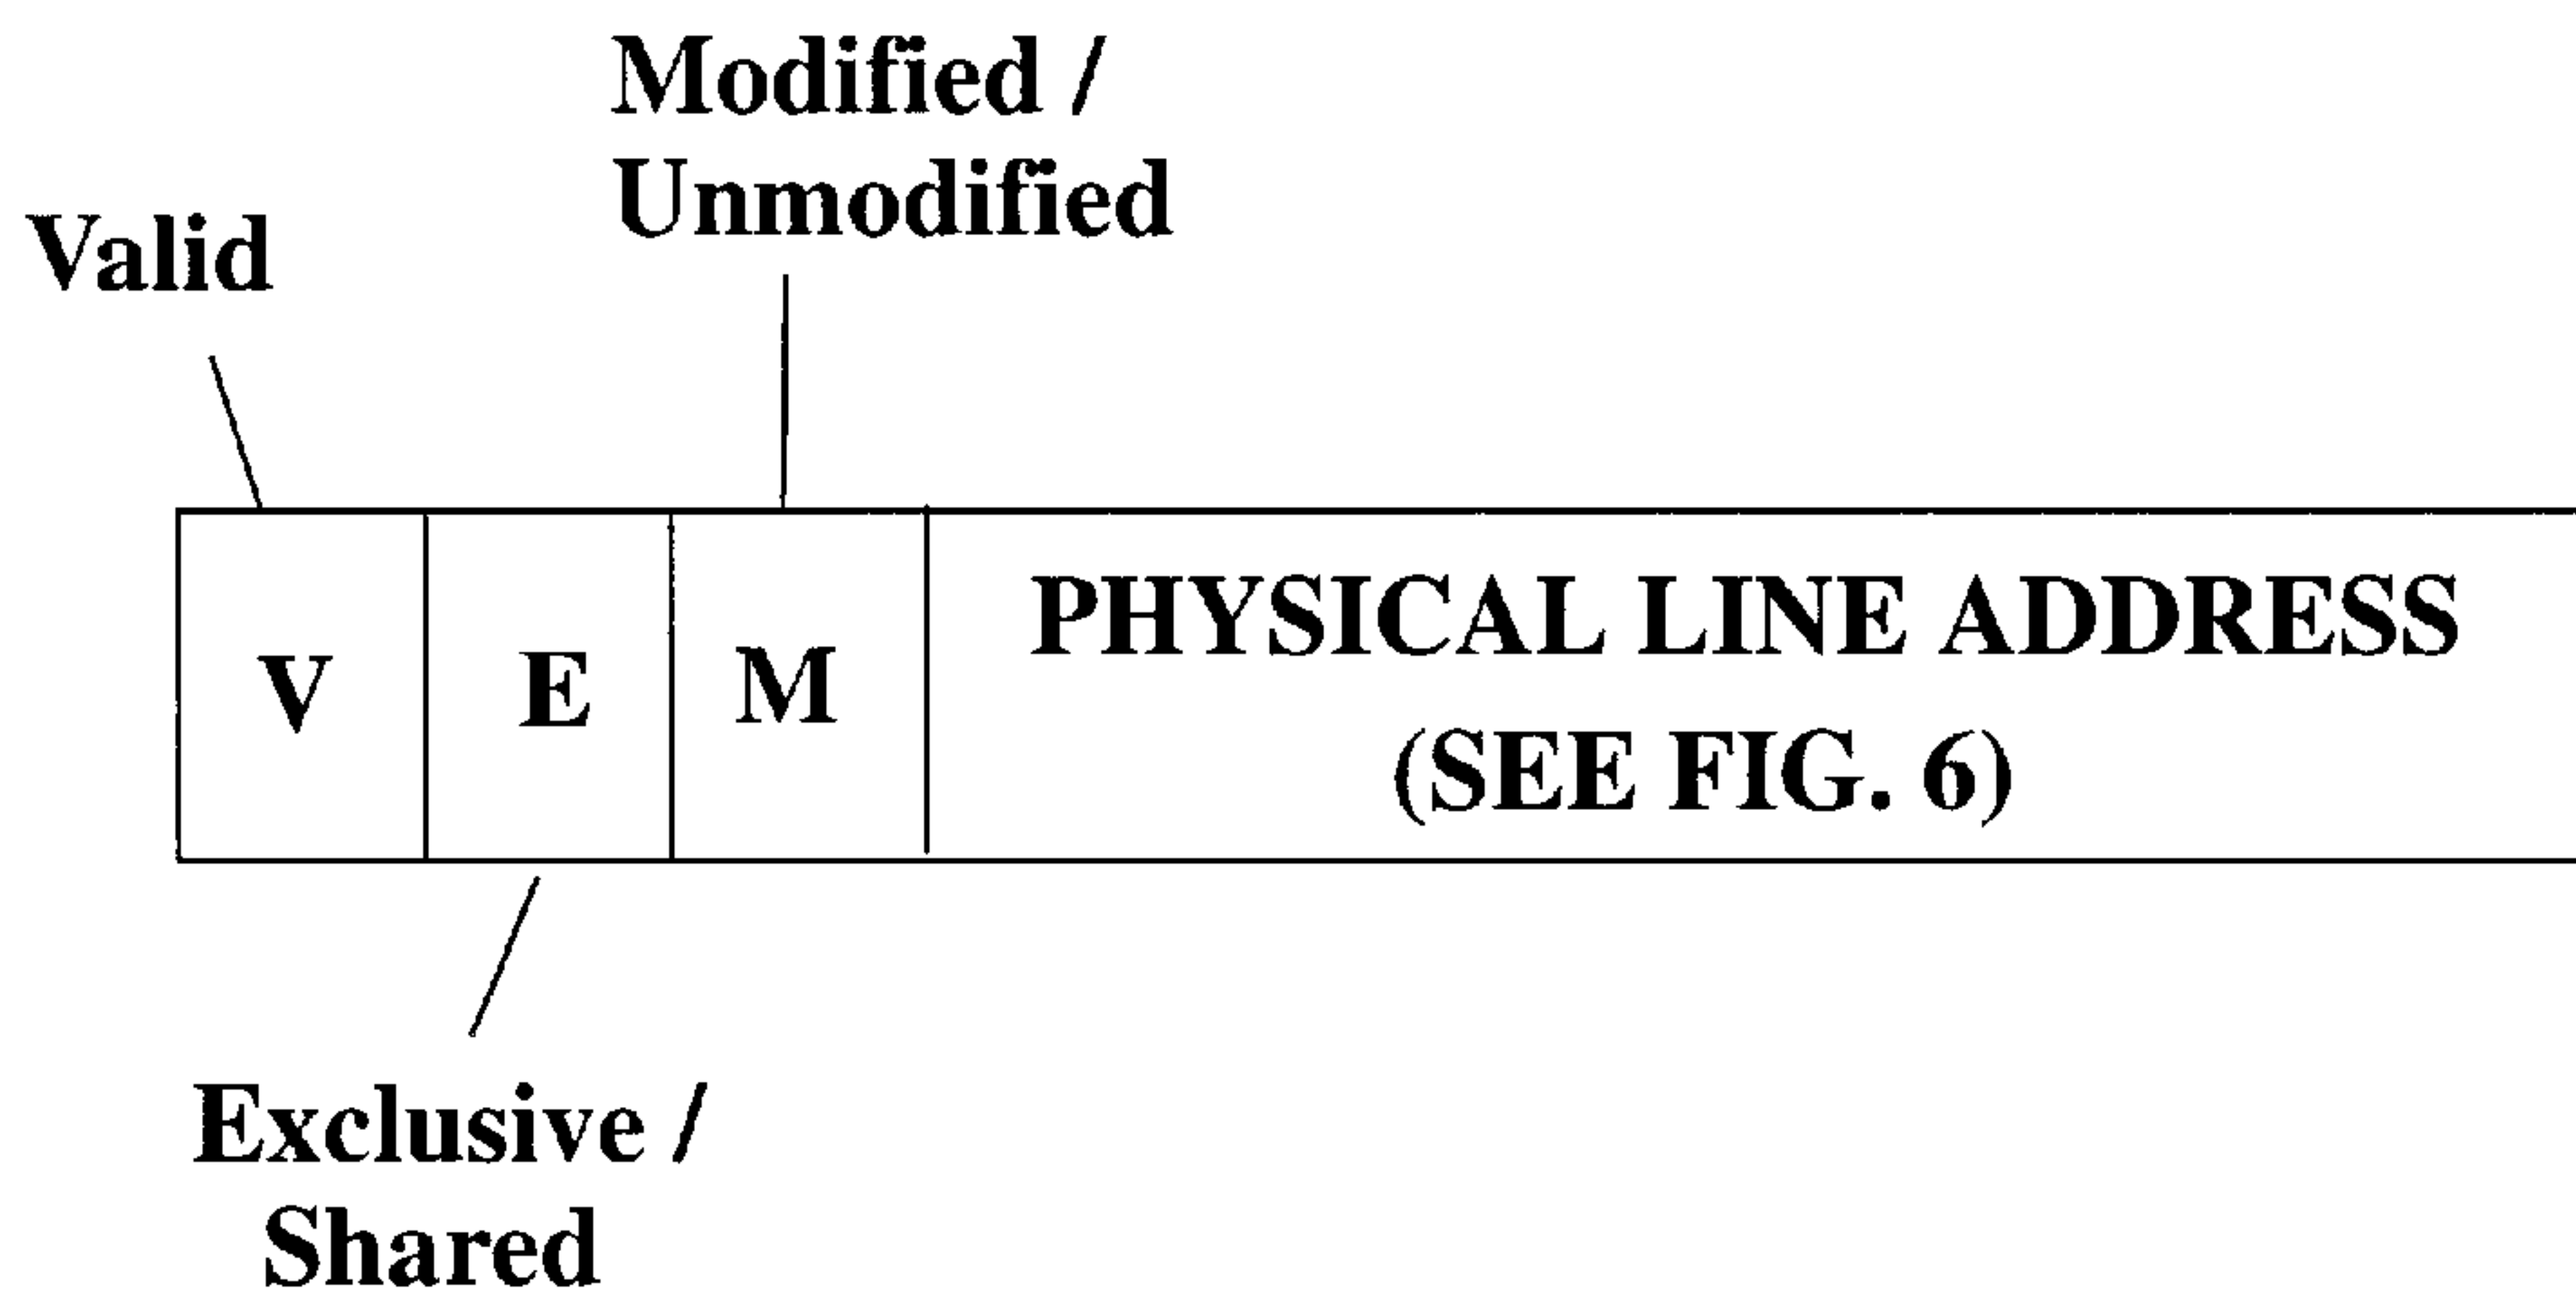 Modified /
Unmodified
Valid
V
E
M
PHYSICAL LINE ADDRESS
(SEE FIG. 6)
Exclusive /
Shared